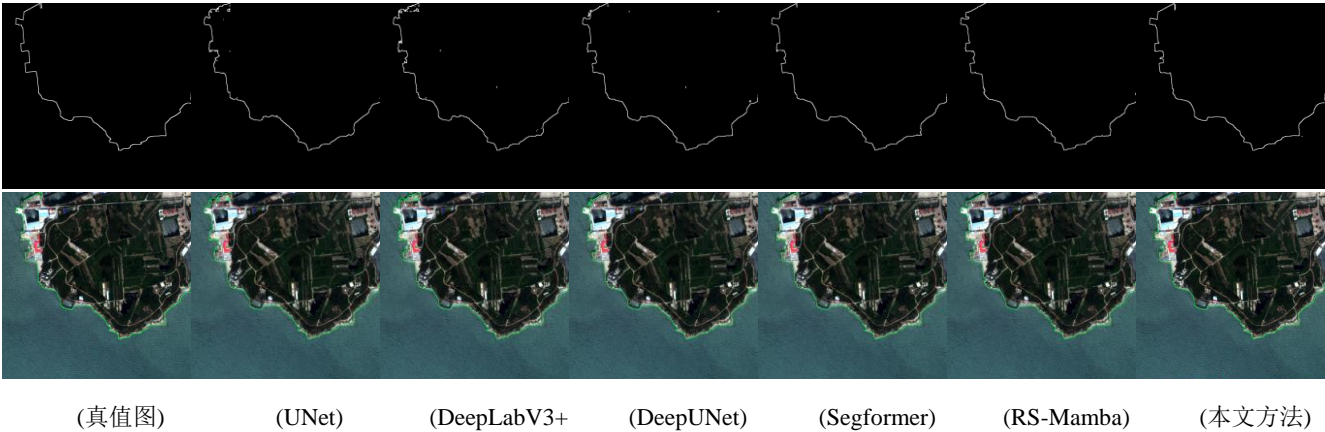 (真值图) (UNet) (DeepLabV3+ (DeepUNet) (Segformer) (RS-Mamba) (本文方法)